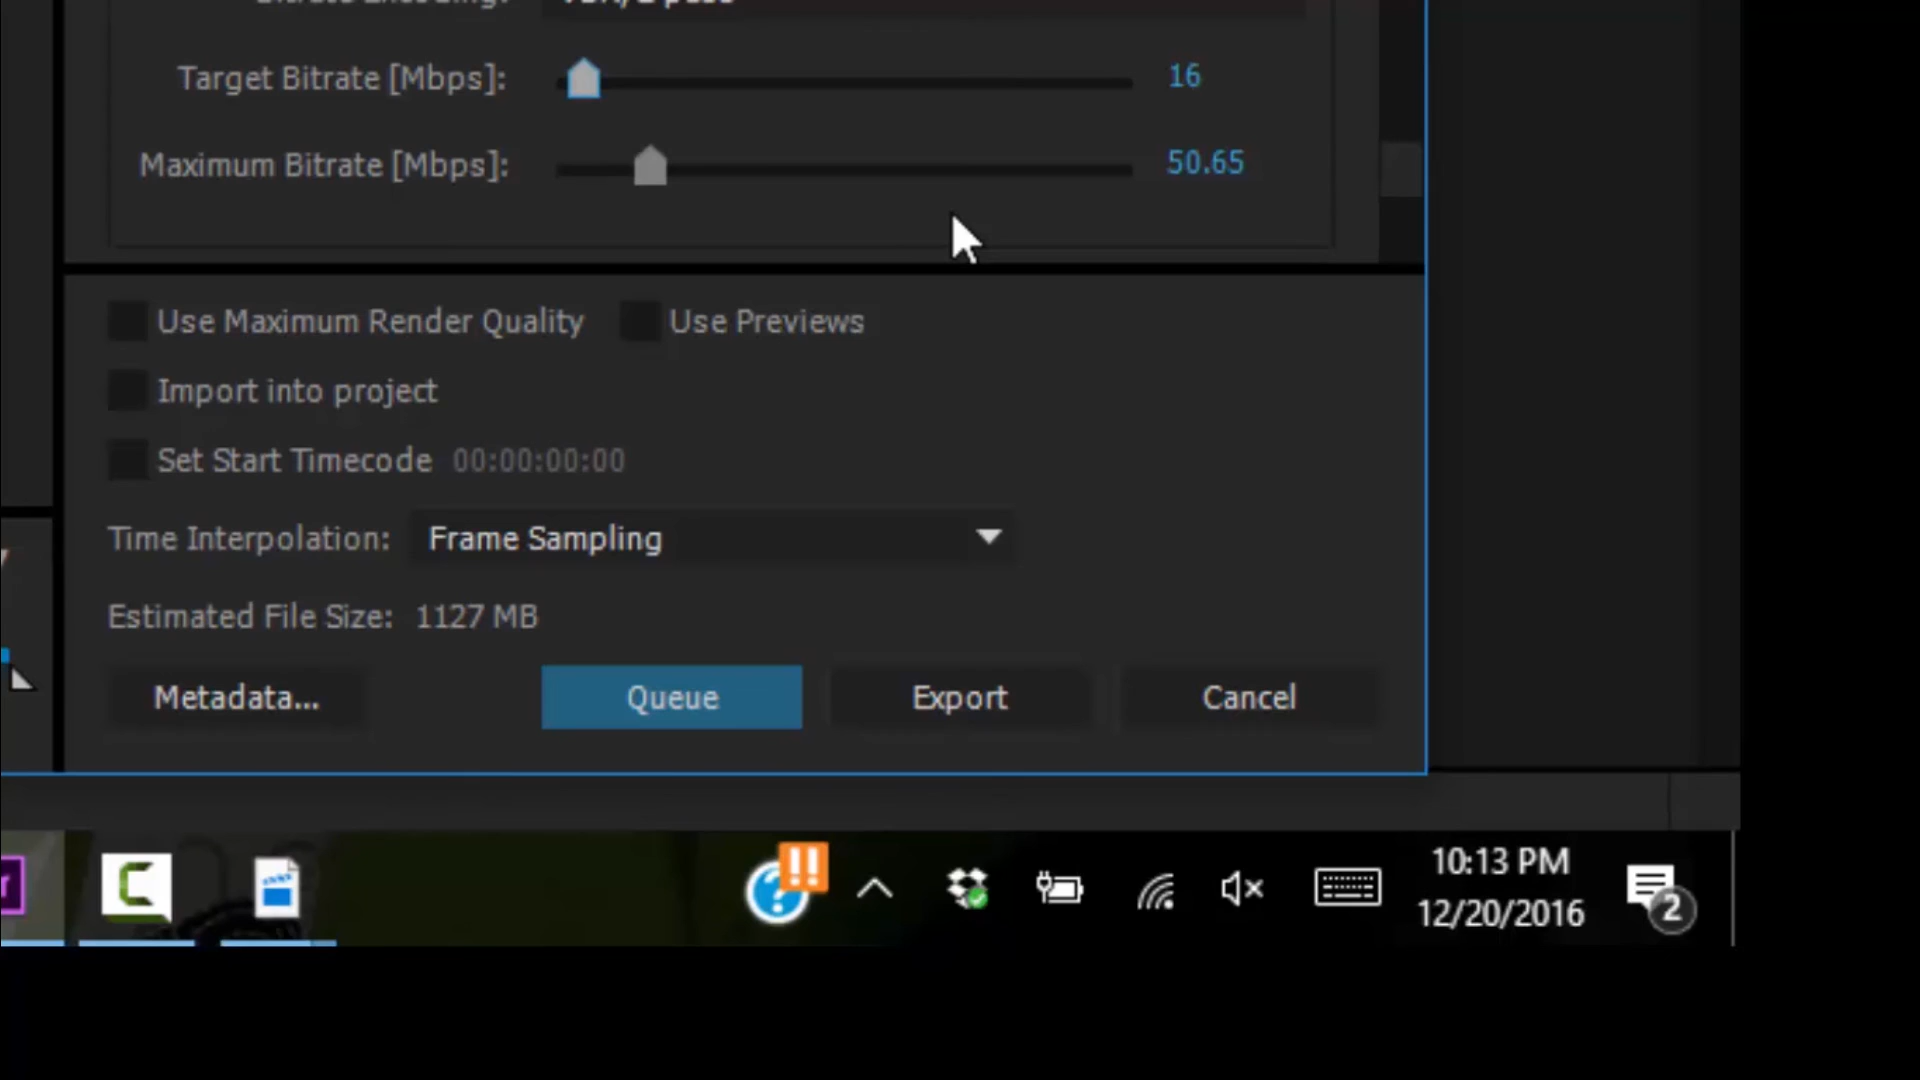 Bitrate Encoding:
Target Bitrate [Mbps]: 16
Maximum Bitrate [Mbps]: 50.65
Use Maximum Render Quality Use Previews
Import into project
Set Start Timecode 00:00:00:00
Time Interpolation: Frame Sampling
Estimated File Size: 1127 MB
Metadata... Queue Export Cancel
10:13 PM
12/20/2016
2